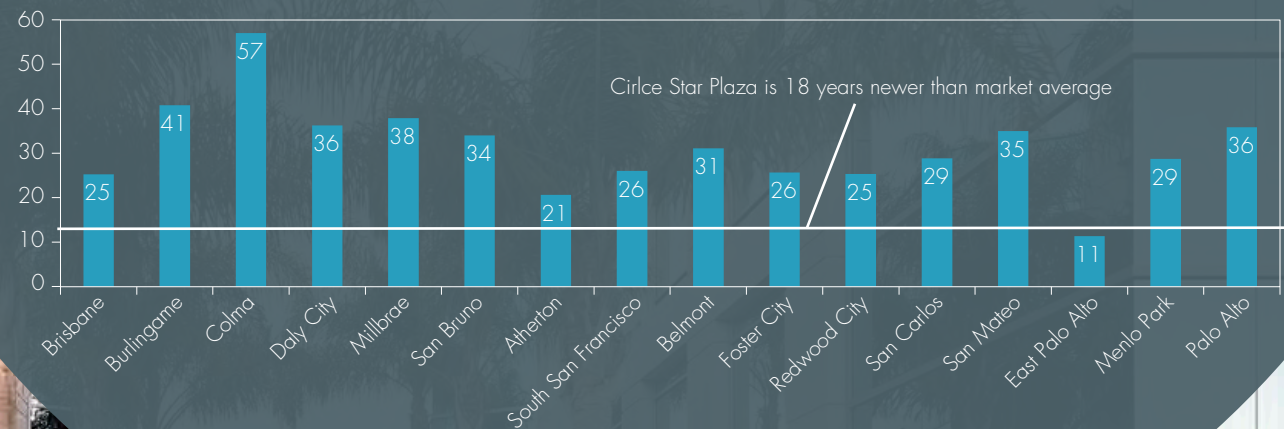 60
50
40
30
20
10
0
Cirlce Star Plaza is 18 years newer than market average
25
41
57
36
38
34
21
26
31
26
25
29
35
11
29
36
Brisbane
Burlingame
Colma
Daly City
Millbrae
San Bruno
Atherton
South San Francisco
Belmont
Foster City
Redwood City
San Carlos
San Mateo
East Palo Alto
Menlo Park
Palo Alto